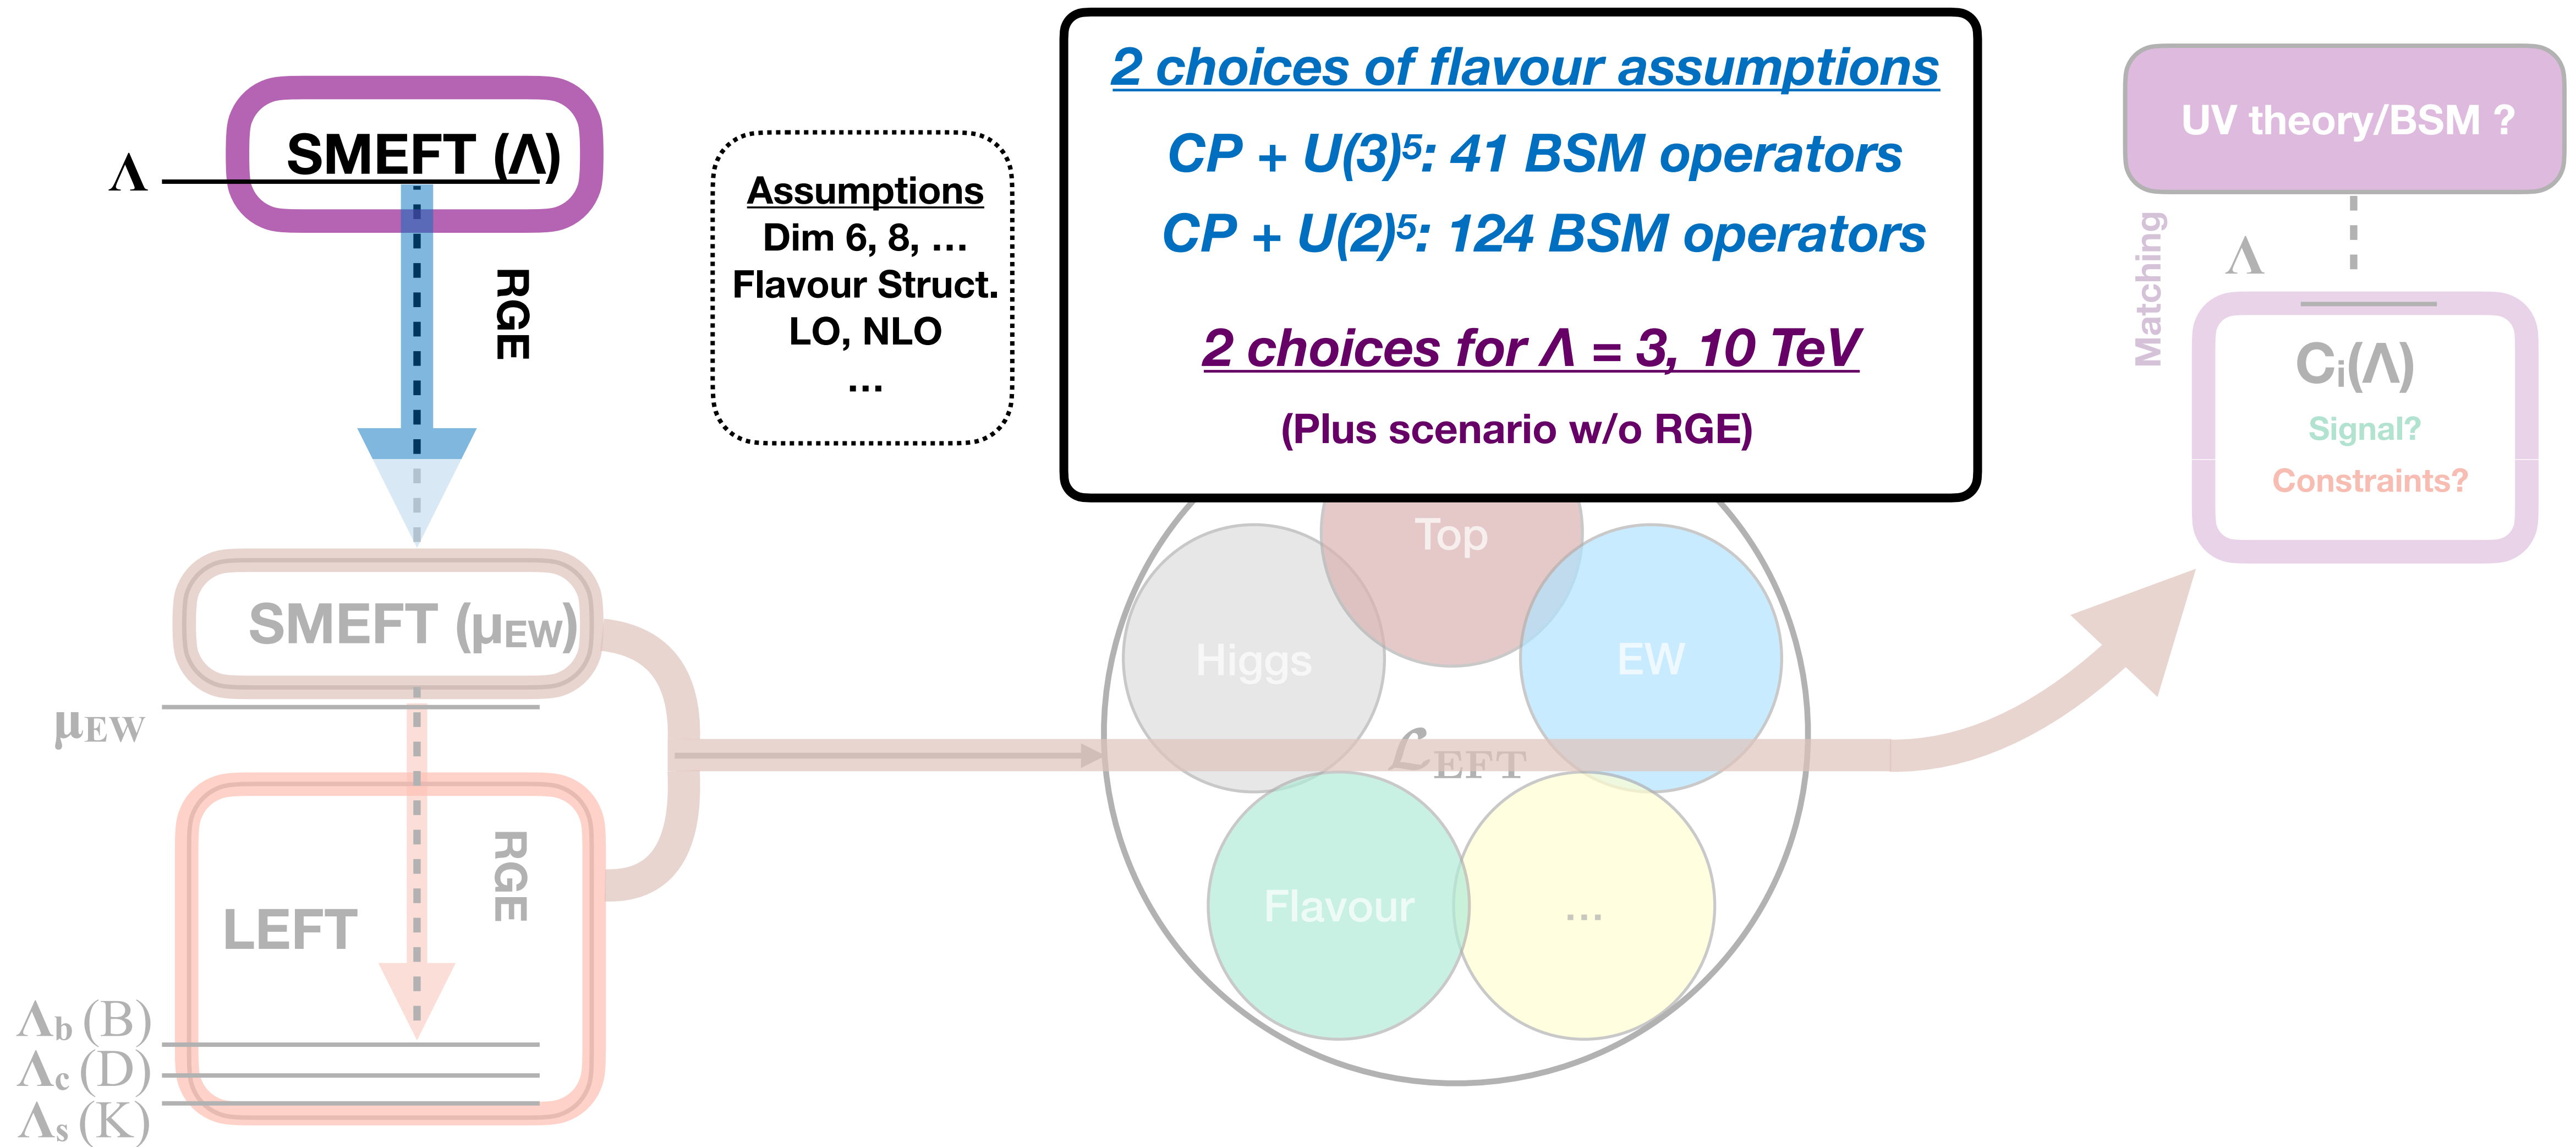 SMEFT (Λ)
Λ
RGE
SMEFT (μEW)
μEW
RGE
LEFT
Λb (B)
Λc (D)
Λs (K)
Assumptions
Dim 6, 8, …
Flavour Struct.
LO, NLO
…
2 choices of flavour assumptions
CP + U(3)⁵: 41 BSM operators
CP + U(2)⁵: 124 BSM operators
2 choices for Λ = 3, 10 TeV
(Plus scenario w/o RGE)
Top
Higgs
EW
ℒEFT
Flavour
…
UV theory/BSM ?
Matching
Λ
Ci(Λ)
Signal?
Constraints?